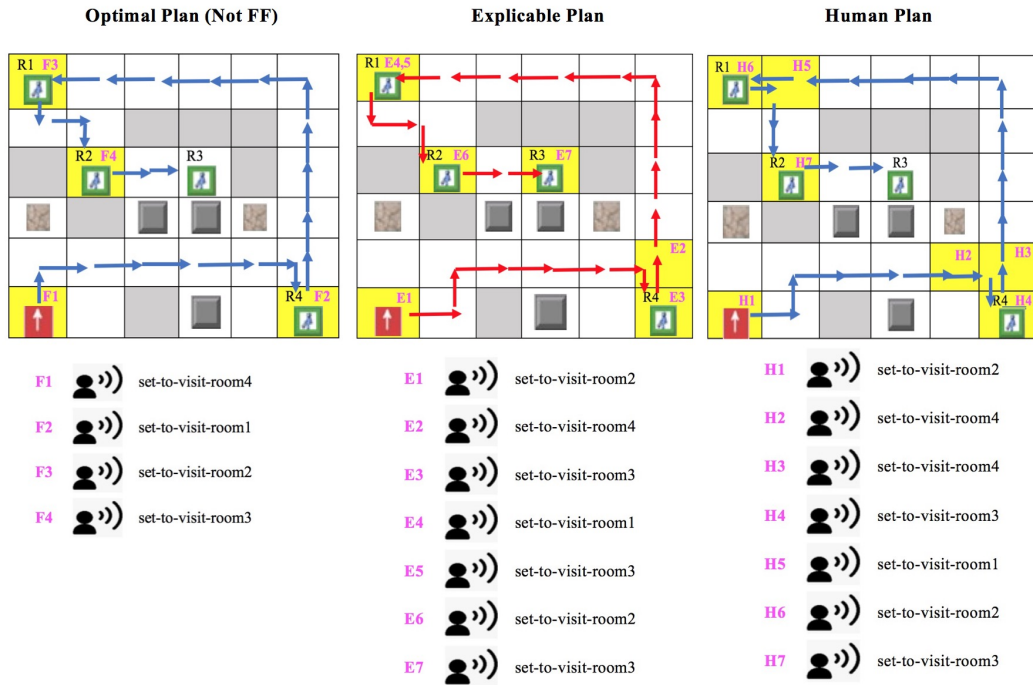 Optimal Plan (Not FF)
R1 F3
R2 F4
R3
F1
R4 F2
F1 set-to-visit-room4
F2 set-to-visit-room1
F3 set-to-visit-room2
F4 set-to-visit-room3
Explicable Plan
R1 E4,5
R2 E6
R3 E7
E2
E1
R4 E3
E1 set-to-visit-room2
E2 set-to-visit-room4
E3 set-to-visit-room3
E4 set-to-visit-room1
E5 set-to-visit-room3
E6 set-to-visit-room2
E7 set-to-visit-room3
Human Plan
R1 H6 H5
R2 H7
R3
H2 H3
H1
R4 H4
H1 set-to-visit-room2
H2 set-to-visit-room4
H3 set-to-visit-room4
H4 set-to-visit-room3
H5 set-to-visit-room1
H6 set-to-visit-room2
H7 set-to-visit-room3